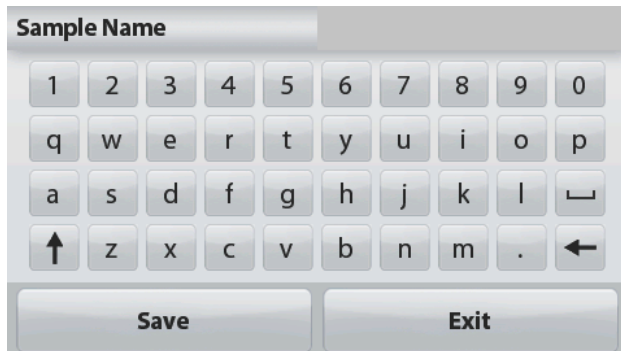 Sample Name
1 2 3 4 5 6 7 8 9 0
q w e r t y u i o p
a s d f g h j k l
z x c v b n m .
Save Exit